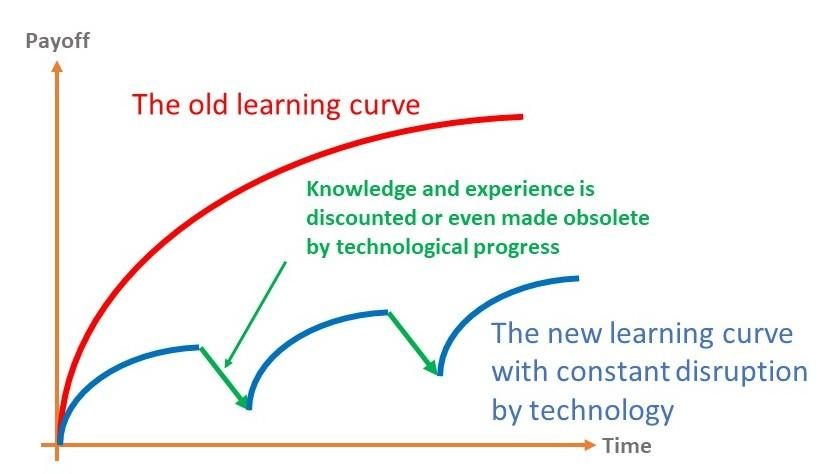 Payoff
The old learning curve
Knowledge and experience is
discounted or even made obsolete
by technological progress
The new learning curve
with constant disruption
by technology
Time